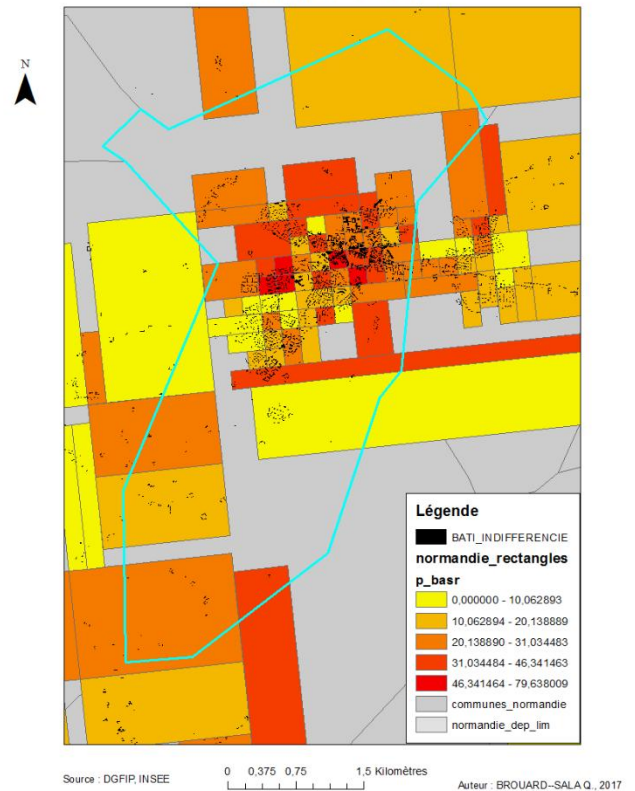 N
Légende
BATI_INDIFFERENCIE
normandie_rectangles
p_basr
0,000000 - 10,062893
10,062894 - 20,138889
20,138890 - 31,034483
31,034484 - 46,341463
46,341464 - 79,638009
communes_normandie
normandie_dep_lim
Source : DGFIP, INSEE
0 0,375 0,75 1,5 Kilomètres
Auteur : BROUARD--SALA Q., 2017